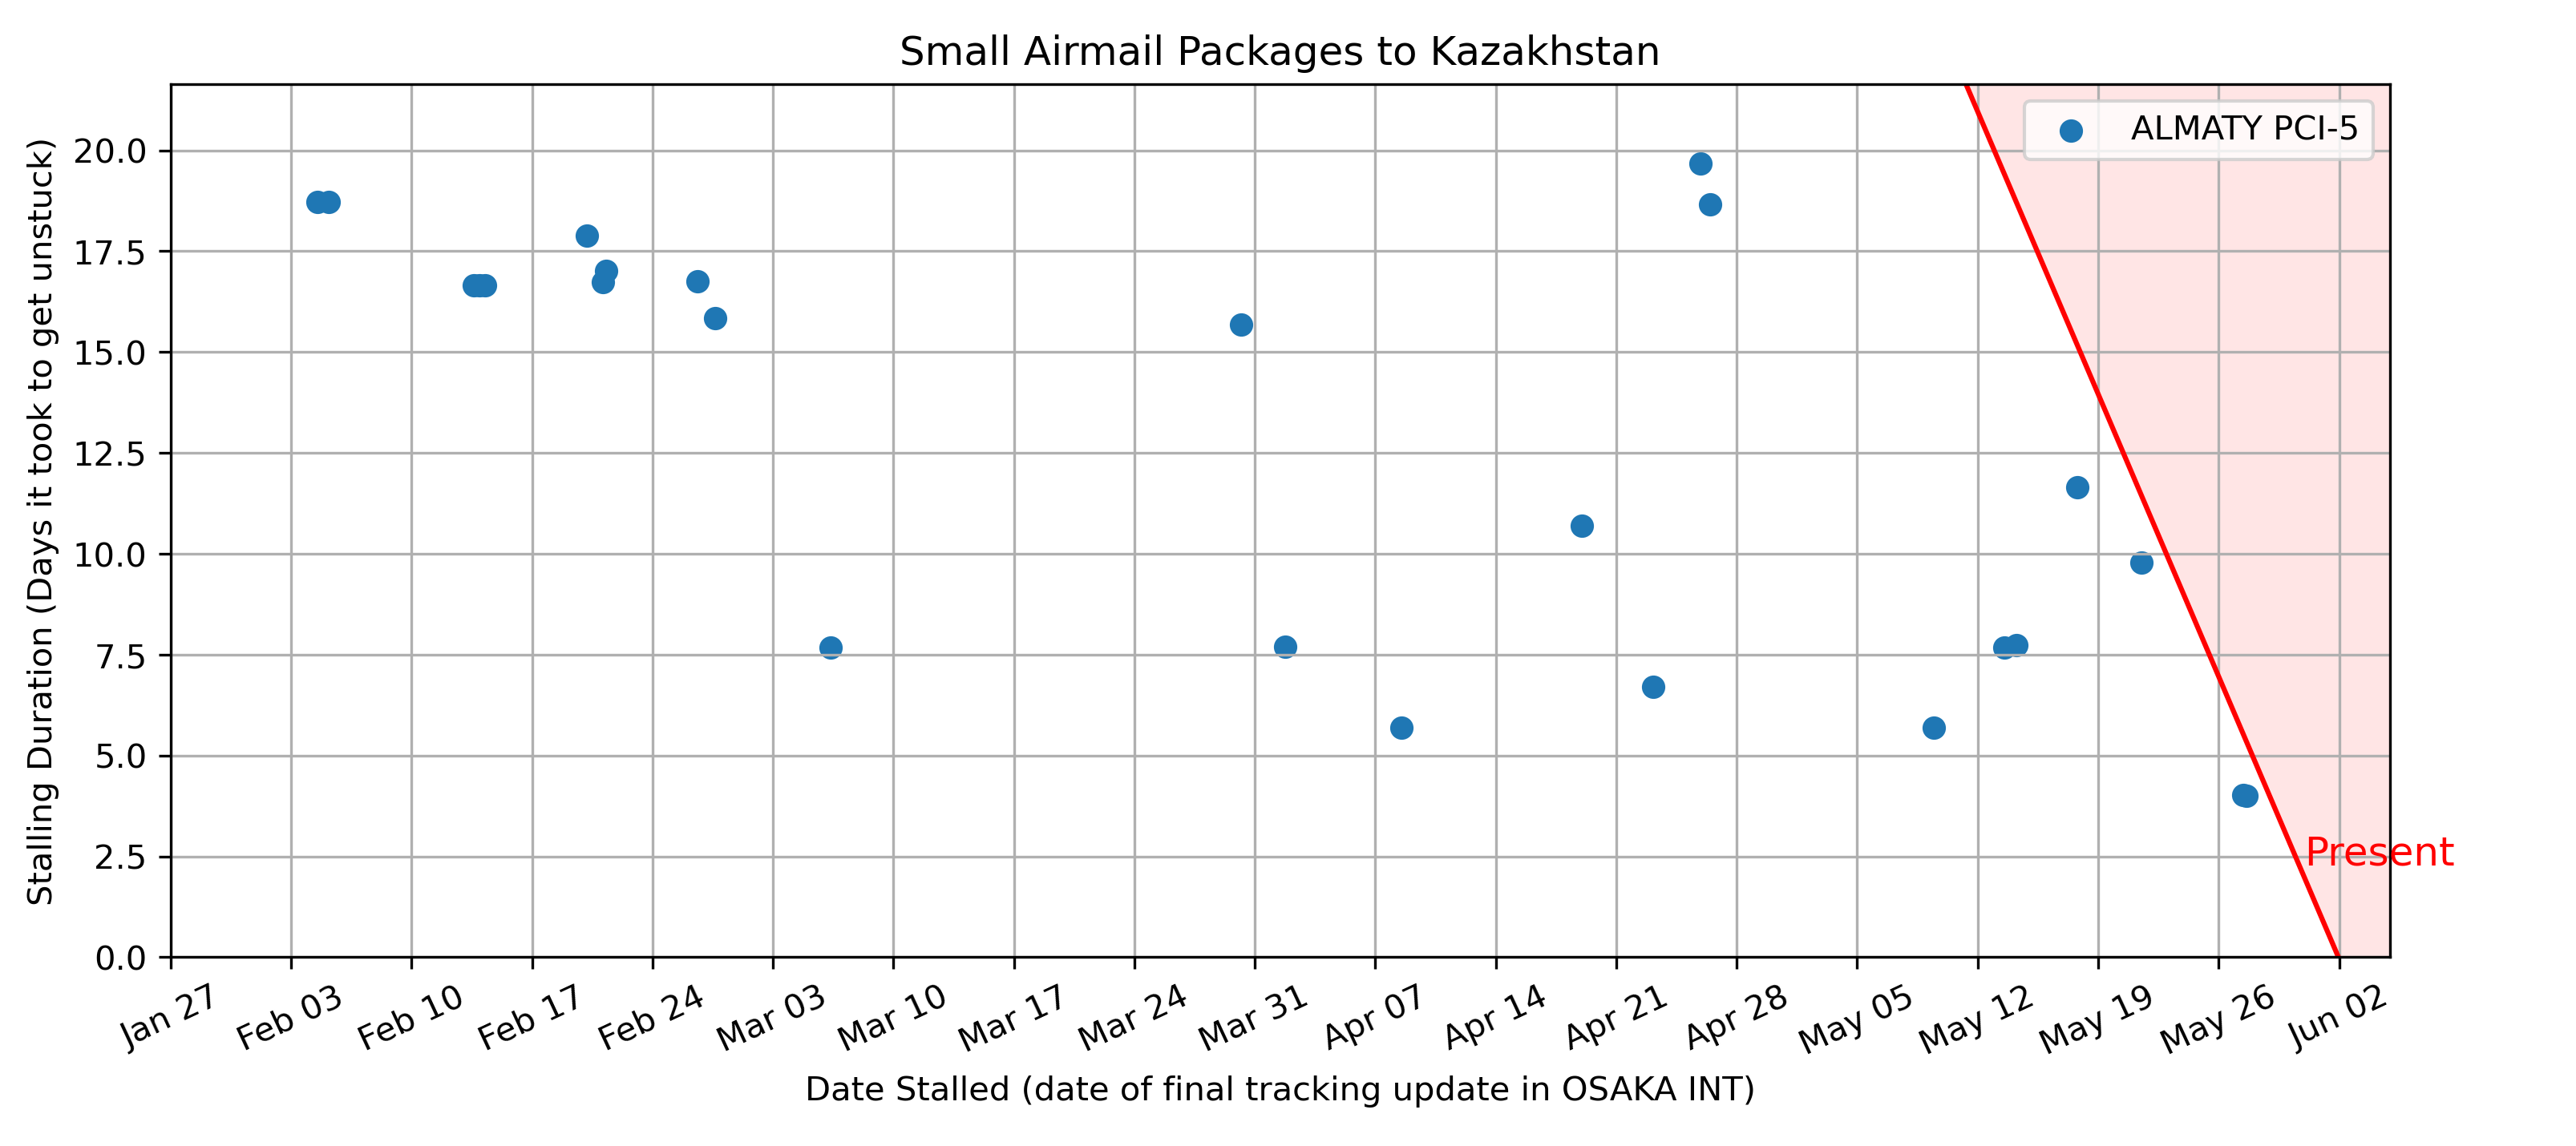 Small Airmail Packages to Kazakhstan
ALMATY PCI-5
Stalling Duration (Days it took to get unstuck)
20.0
17.5
15.0
12.5
10.0
7.5
5.0
2.5
0.0
Present
Jan 27
Feb 03
Feb 10
Feb 17
Feb 24
Mar 03
Mar 10
Mar 17
Mar 24
Mar 31
Apr 07
Apr 14
Apr 21
Apr 28
May 05
May 12
May 19
May 26
Jun 02
Date Stalled (date of final tracking update in OSAKA INT)